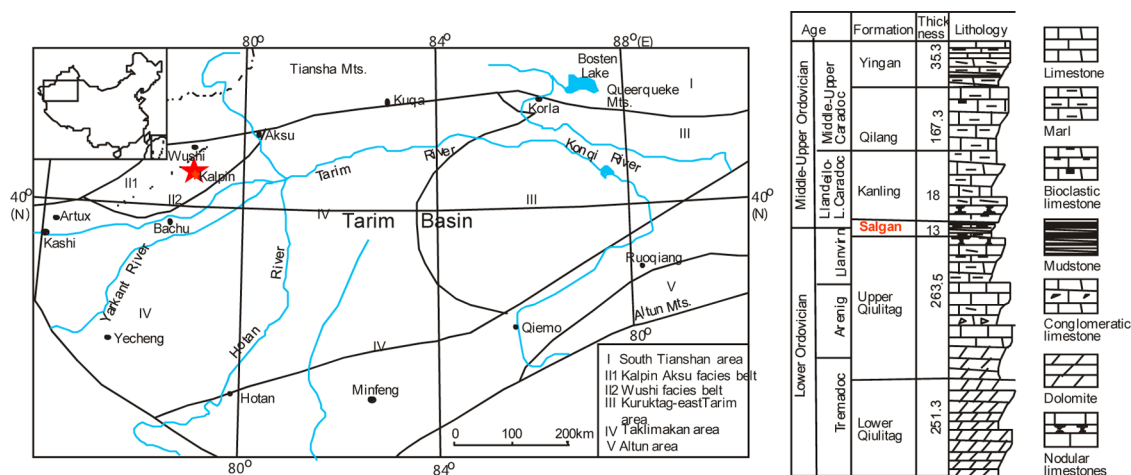 80°
84°
88°(E)
Tiansha Mts.
Bosten
Lake
Queerqueke
Mts.
I
Kuqa
Korla
III
Aksu
Wushi
Kalpin
II1
II2
Tarim
River
Konqi
River
40°
(N)
III
40°
(N)
IV
Tarim
Basin
Artux
Kashi
Bachu
Yarkant River
River
Hotan
IV
Yecheng
Ruoqiang
V
Altun Mts.
Qiemo
80°
IV
Hotan
Minfeng
I South Tianshan area
II1 Kalpin Aksu facies belt
II2 Wushi facies belt
III Kuruktag-eastTarim
area
IV Taklimakan area
V Altun area
0 100 200km
80°
84°
Age
Formation
Thick
ness
Lithology
Middle-Upper Ordovician
Middle-Upper
Caradoc
Yingan
35.3
Qilang
167.3
Llandeilo-
L.Caradoc
Kanling
18
Salgan
13
Lower Ordovician
Llanvirn
Upper
Qiulitag
263.5
Arenig
Tremadoc
Lower
Qiulitag
251.3
Limestone
Marl
Bioclastic
limestone
Mudstone
Conglomeratic
limestone
Dolomite
Nodular
limestones